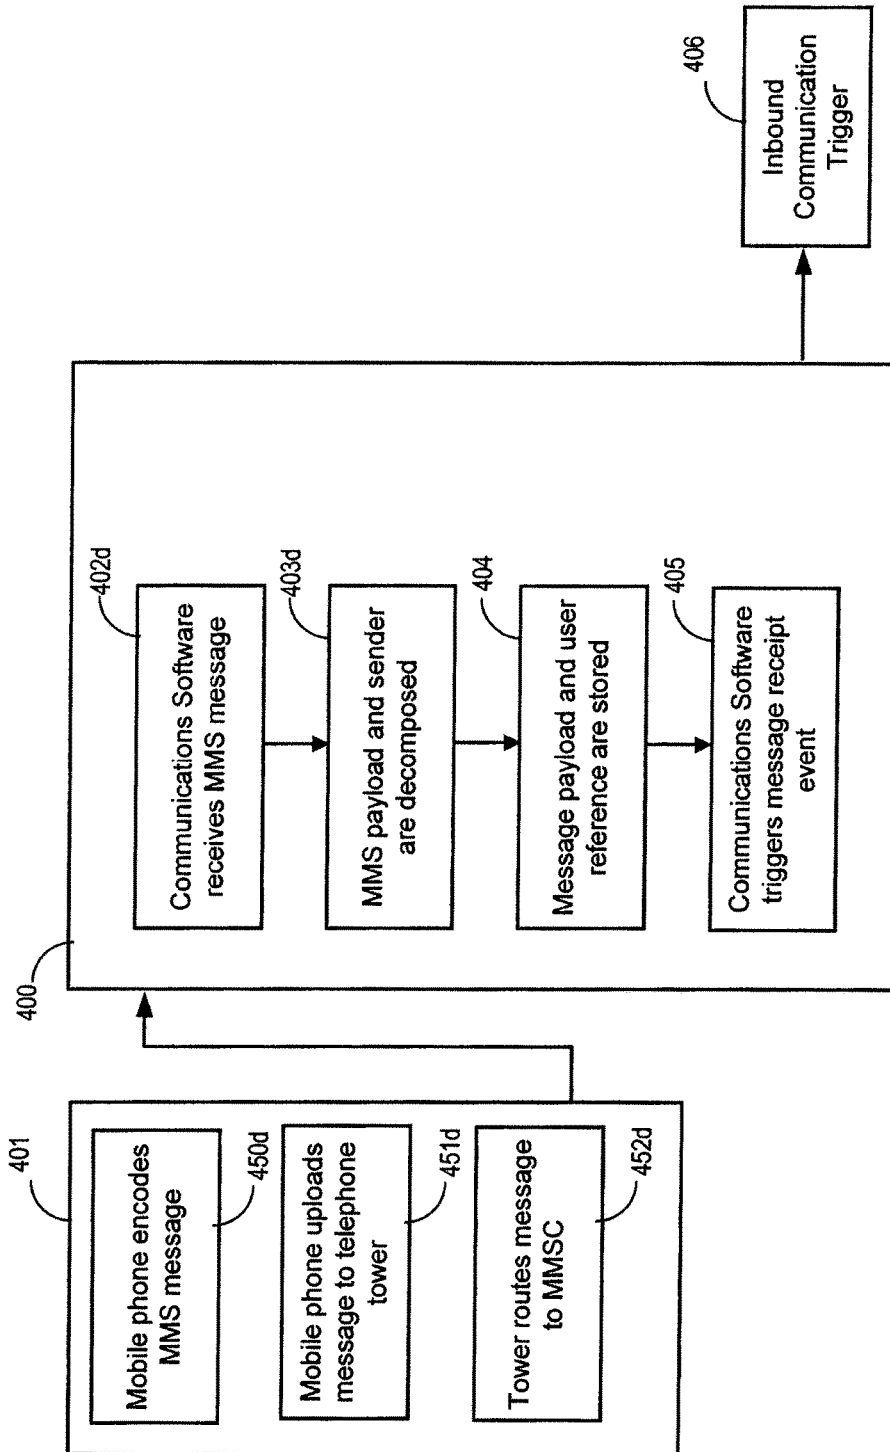 401
Mobile phone encodes
MMS message
450d
Mobile phone uploads
message to telephone
tower
451d
Tower routes message
to MMSC
452d
400
Communications Software
receives MMS message
402d
MMS payload and sender
are decomposed
403d
Message payload and user
reference are stored
404
Communications Software
triggers message receipt
event
405
406
Inbound
Communication
Trigger